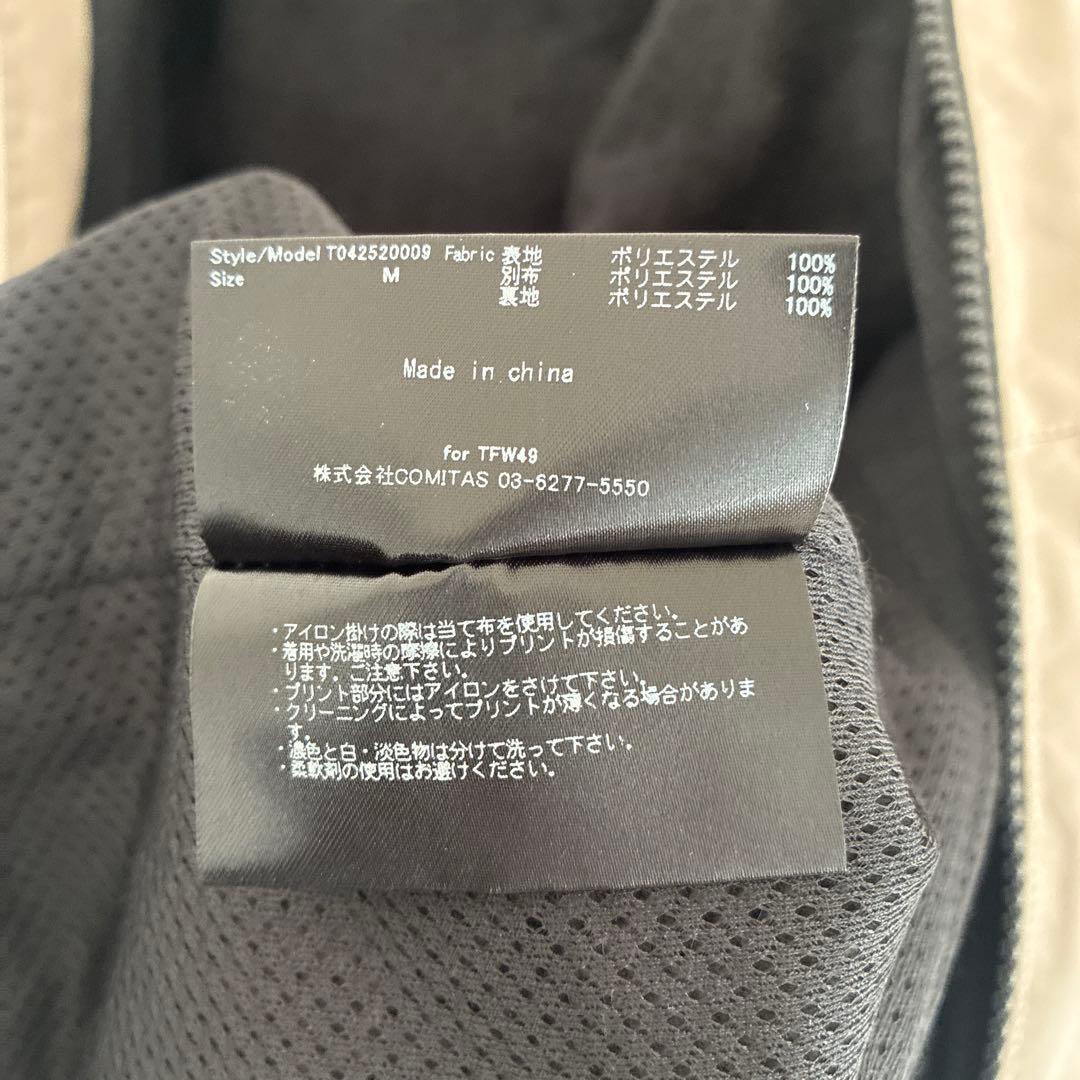 Style/Model T042520009 Fabric 表地 ポリエステル 100%
Size M 別布 ポリエステル 100%
裏地 ポリエステル 100%
Made in china
for TFW49
株式会社COMITAS 03-6277-5550
・アイロン掛けの際は当て布を使用してください。
・着用や洗濯時の摩擦によりプリントが損傷することがあ
ります。ご注意下さい。
・プリント部分にはアイロンをさけて下さい。
・クリーニングによってプリントが薄くなる場合がありま
す。
・濃色と白・淡色物は分けて洗って下さい。
・柔軟剤の使用はお避けください。